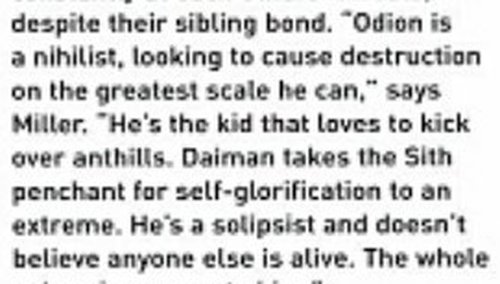 despite their sibling bond. "Odion is
a nihilist, looking to cause destruction
on the greatest scale he can," says
Miller. "He's the kid that loves to kick
over anthills. Daiman takes the Sith
penchant for self-glorification to an
extreme. He's a solipsist and doesn't
believe anyone else is alive. The whole